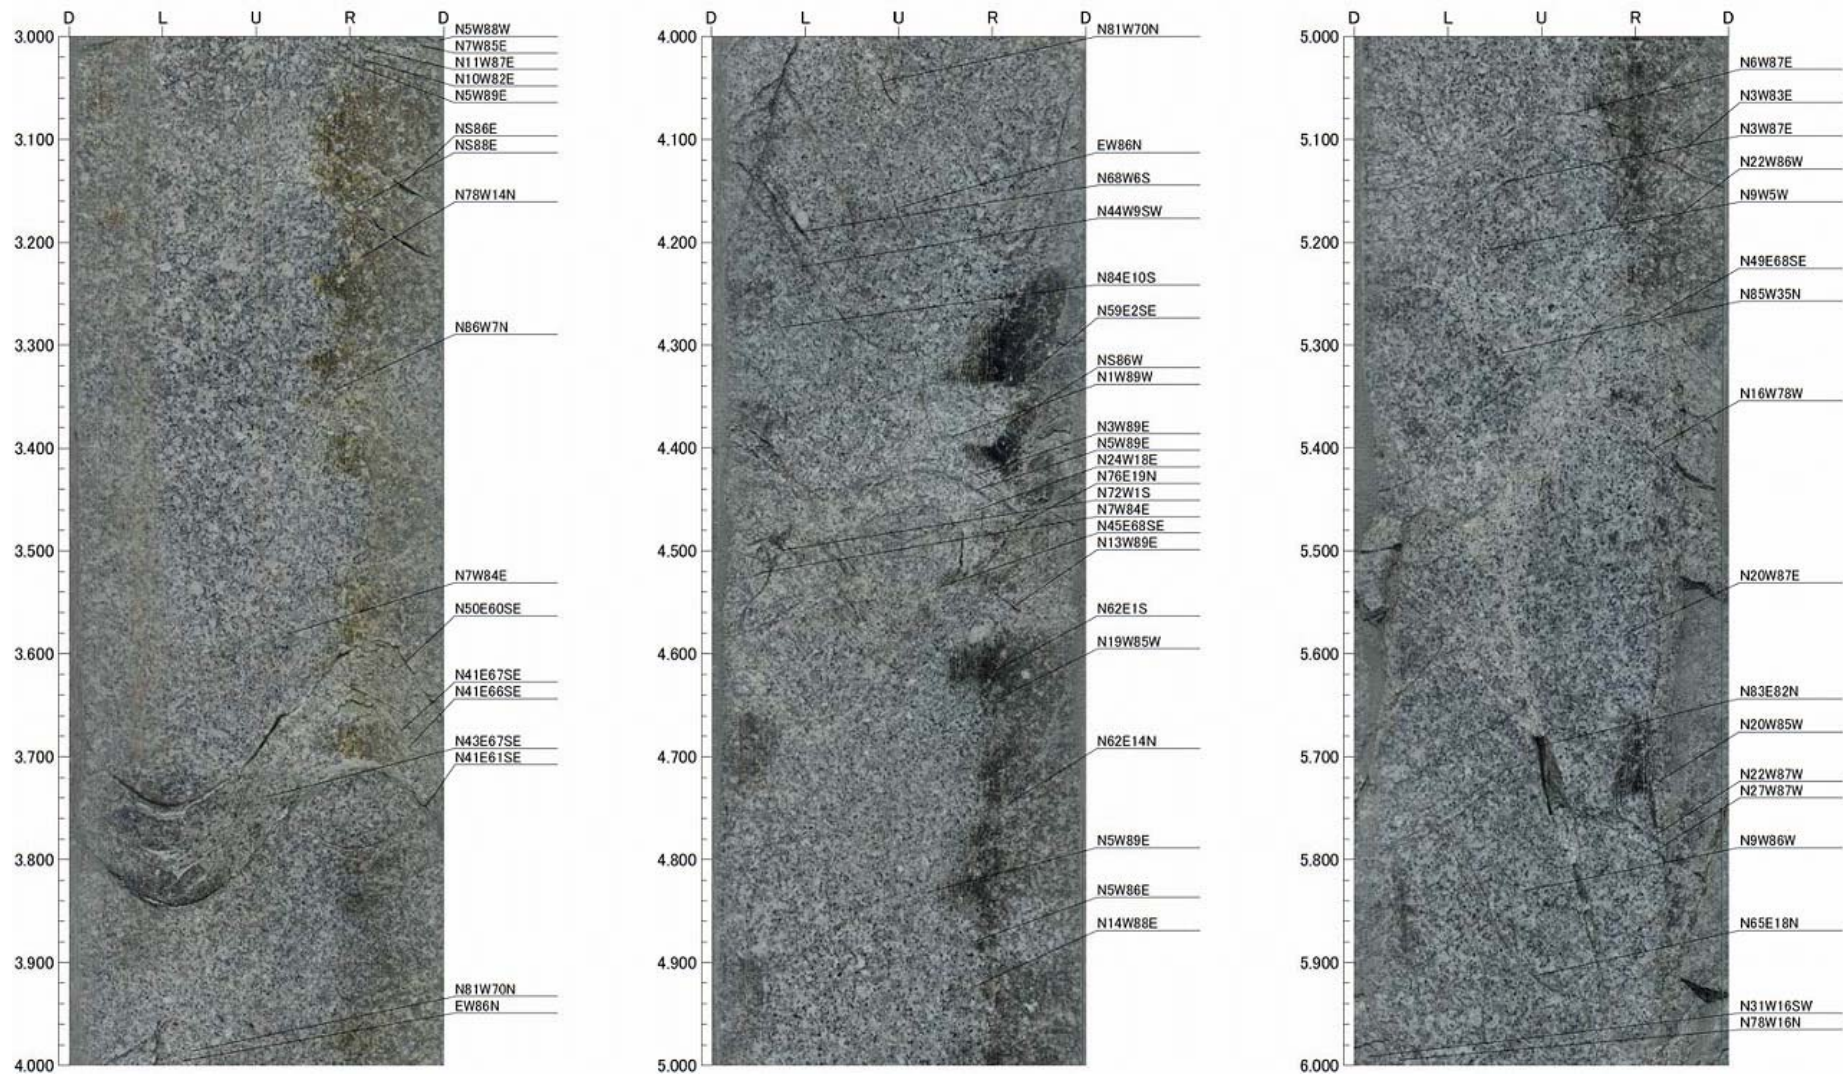 D L U R D
3.000
3.100
3.200
3.300
3.400
3.500
3.600
3.700
3.800
3.900
4.000
N5W88W
N7W85E
N11W87E
N10W82E
N5W89E
NS86E
NS88E
N78W14N
N86W7N
N7W84E
N50E60SE
N41E67SE
N41E66SE
N43E67SE
N41E61SE
N81W70N
EW86N
D L U R D
4.000
4.100
4.200
4.300
4.400
4.500
4.600
4.700
4.800
4.900
5.000
N81W70N
EW86N
N68W6S
N44W9SW
N84E10S
N59E2SE
NS86W
N1W89W
N3W89E
N5W89E
N24W18E
N76E19N
N72W1S
N7W84E
N45E68SE
N13W89E
N62E1S
N19W85W
N62E14N
N5W89E
N5W86E
N14W88E
D L U R D
5.000
5.100
5.200
5.300
5.400
5.500
5.600
5.700
5.800
5.900
6.000
N6W87E
N3W83E
N3W87E
N22W86W
N9W5W
N49E68SE
N85W35N
N16W78W
N20W87E
N83E82N
N20W85W
N22W87W
N27W87W
N9W86W
N65E18N
N31W16SW
N78W16N